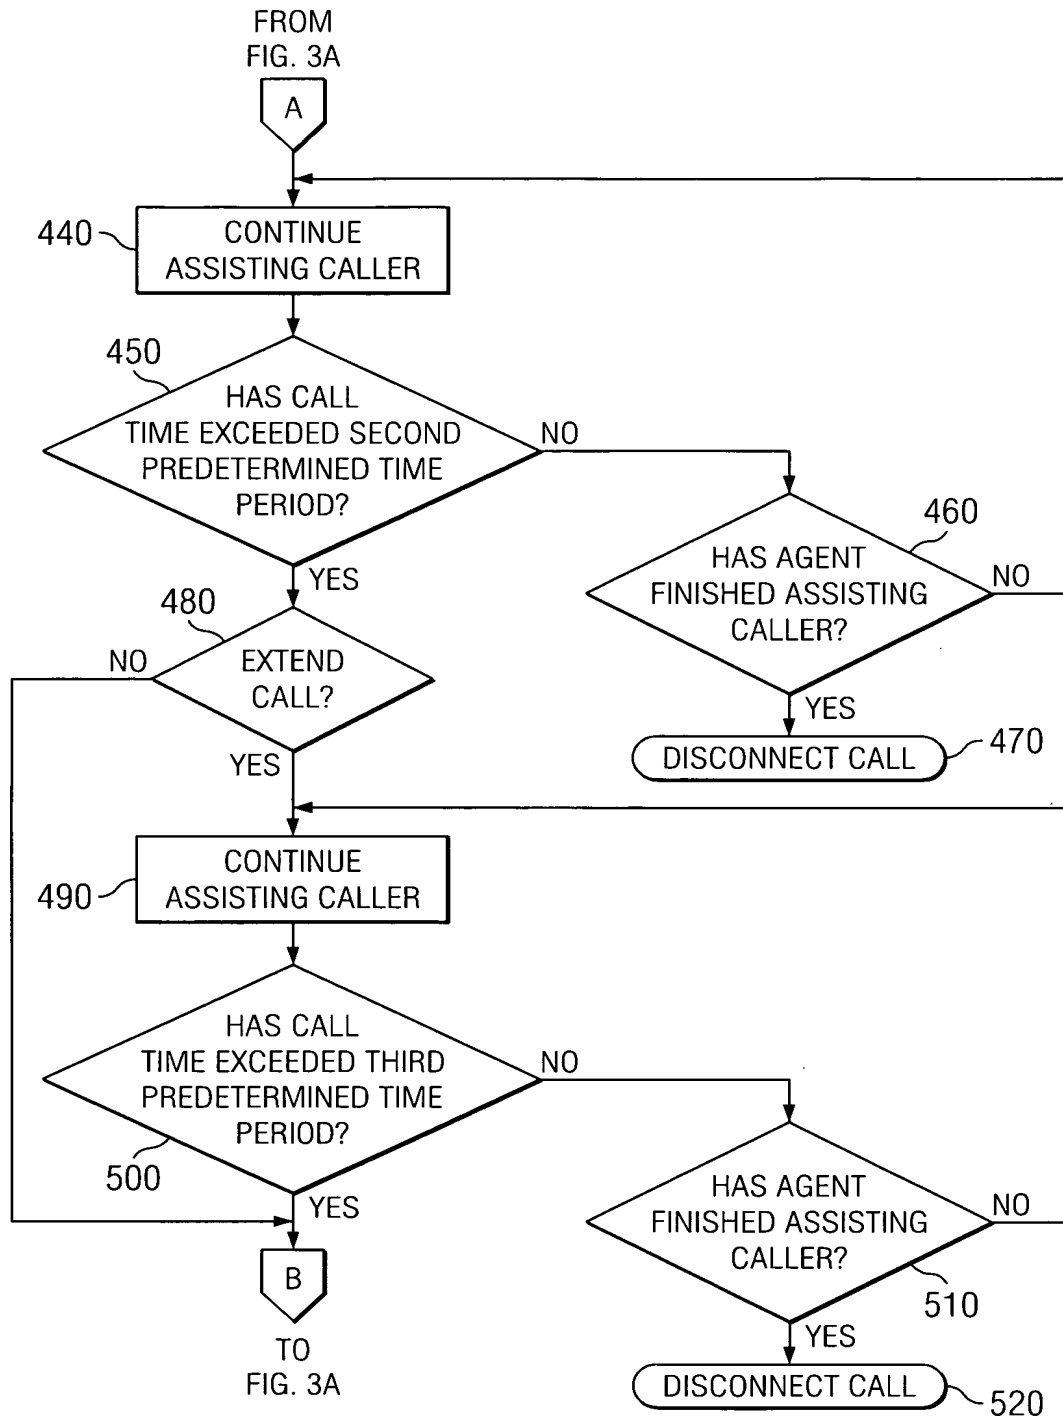 FROM
FIG. 3A
A
440
CONTINUE
ASSISTING CALLER
450
HAS CALL
TIME EXCEEDED SECOND
PREDETERMINED TIME
PERIOD?
NO
YES
460
HAS AGENT
FINISHED ASSISTING
CALLER?
NO
YES
DISCONNECT CALL
470
480
EXTEND
CALL?
NO
YES
490
CONTINUE
ASSISTING CALLER
HAS CALL
TIME EXCEEDED THIRD
PREDETERMINED TIME
PERIOD?
500
NO
YES
HAS AGENT
FINISHED ASSISTING
CALLER?
510
NO
YES
DISCONNECT CALL
520
B
TO
FIG. 3A